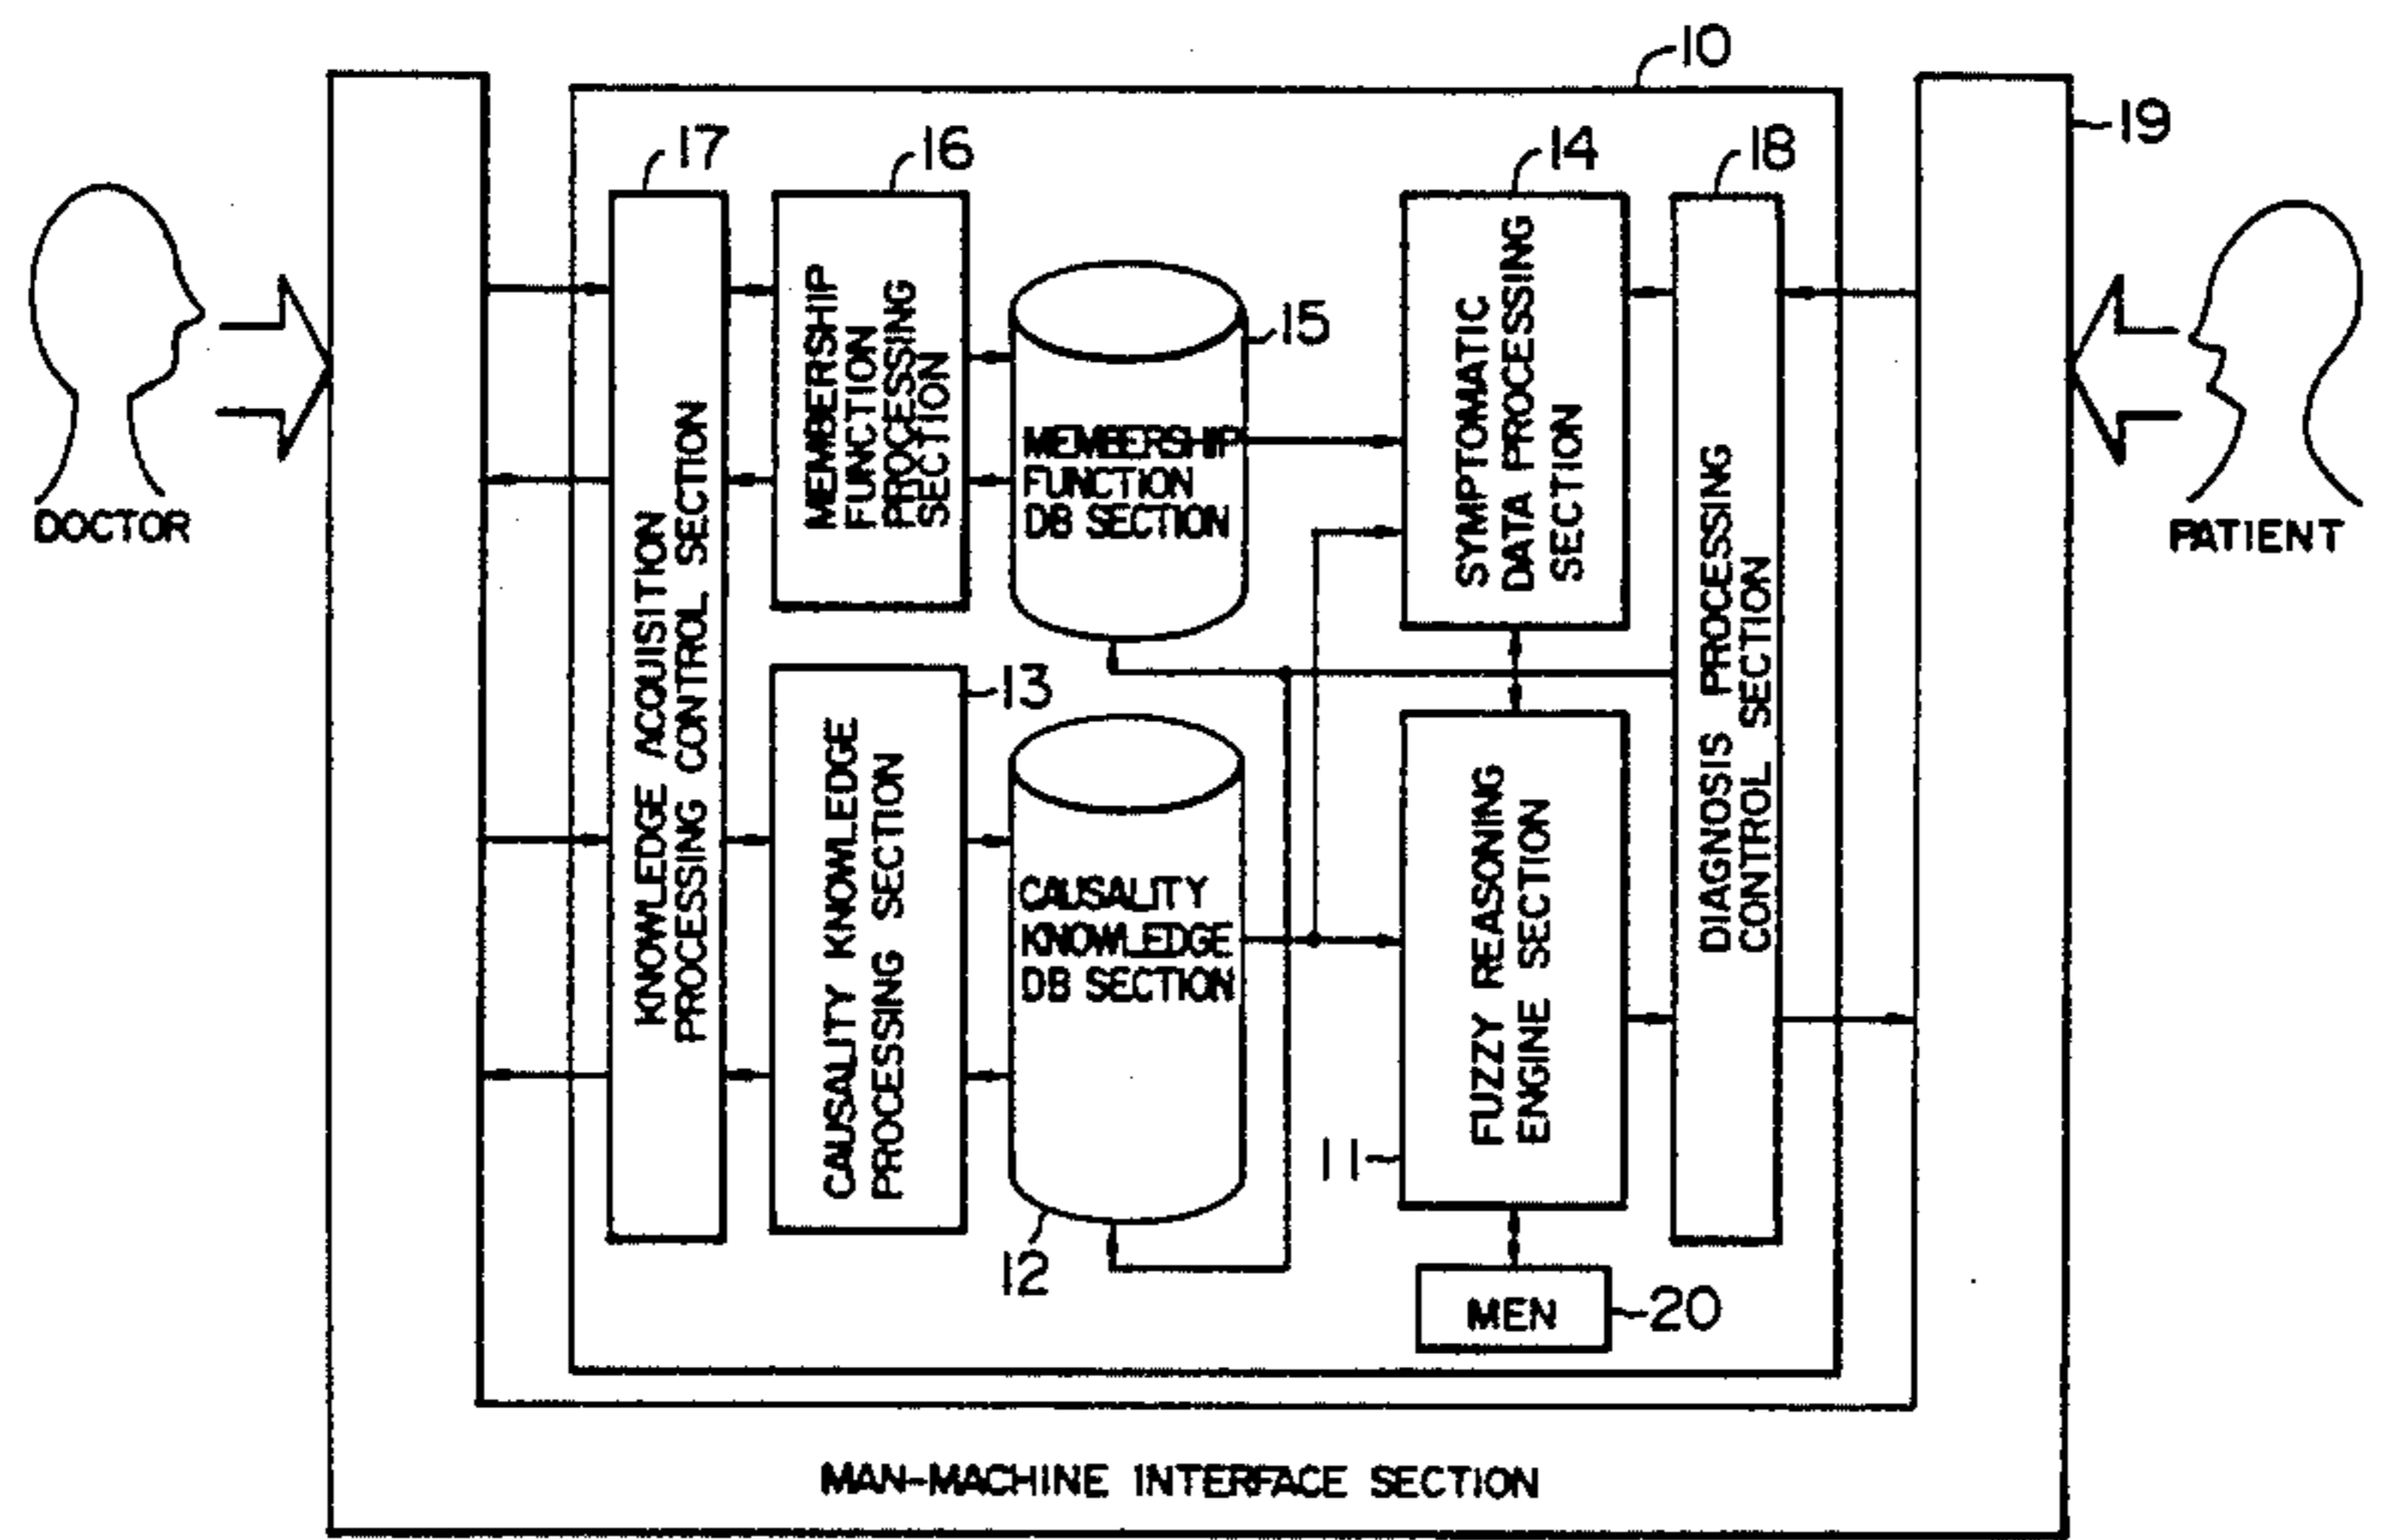 10
19
17
16
14
18
15
DOCTOR
PATIENT
KNOWLEDGE ACQUISITION
PROCESSING CONTROL SECTION
MEMBERSHIP
FUNCTION
PROCESSING
SECTION
MEMBERSHIP
FUNCTION
DB SECTION
SYMPTOMATIC
DATA PROCESSING
SECTION
DIAGNOSIS PROCESSING
CONTROL SECTION
13
CAUSALITY KNOWLEDGE
PROCESSING SECTION
CAUSALITY
KNOWLEDGE
DB SECTION
FUZZY REASONING
ENGINE SECTION
11
12
MEN
20
MAN-MACHINE INTERFACE SECTION